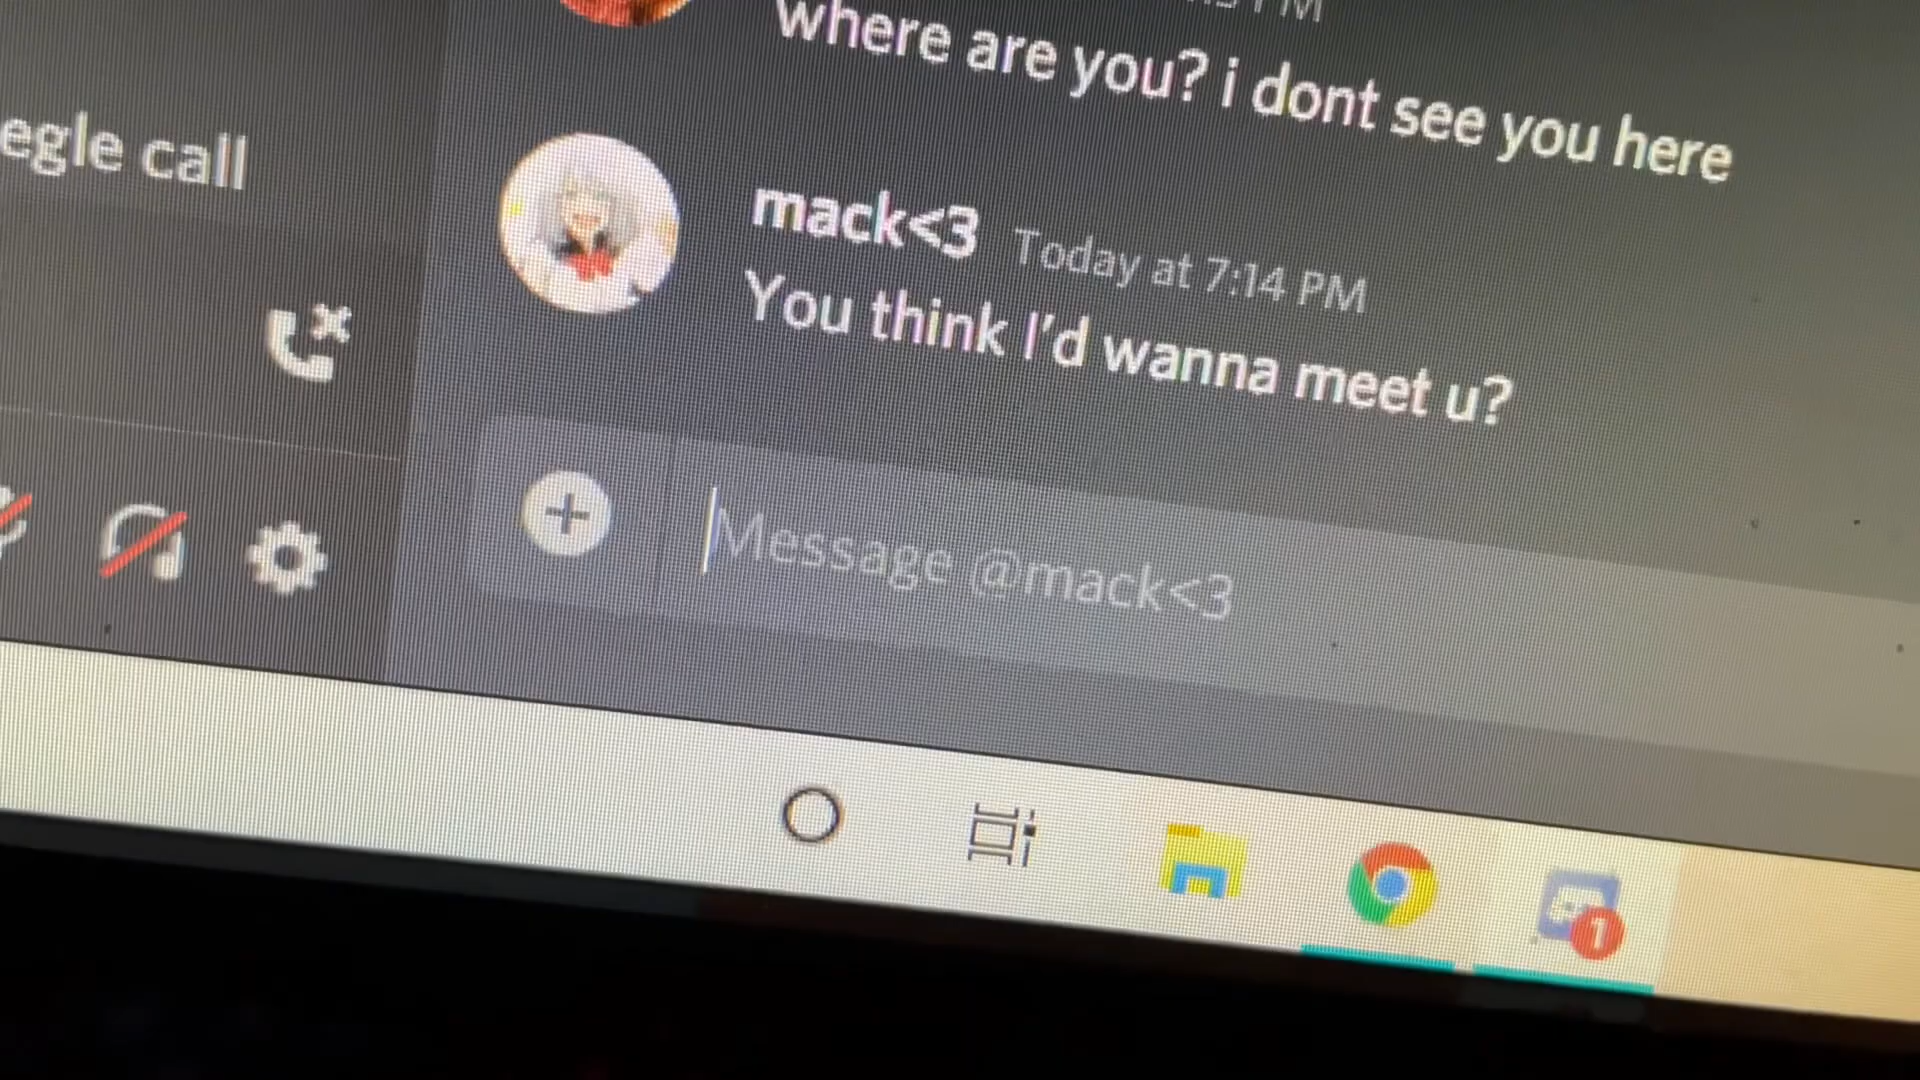 where are you? i dont see you here
egle call
mack<3 Today at 7:14 PM
You think I'd wanna meet u?
Message @mack<3
1